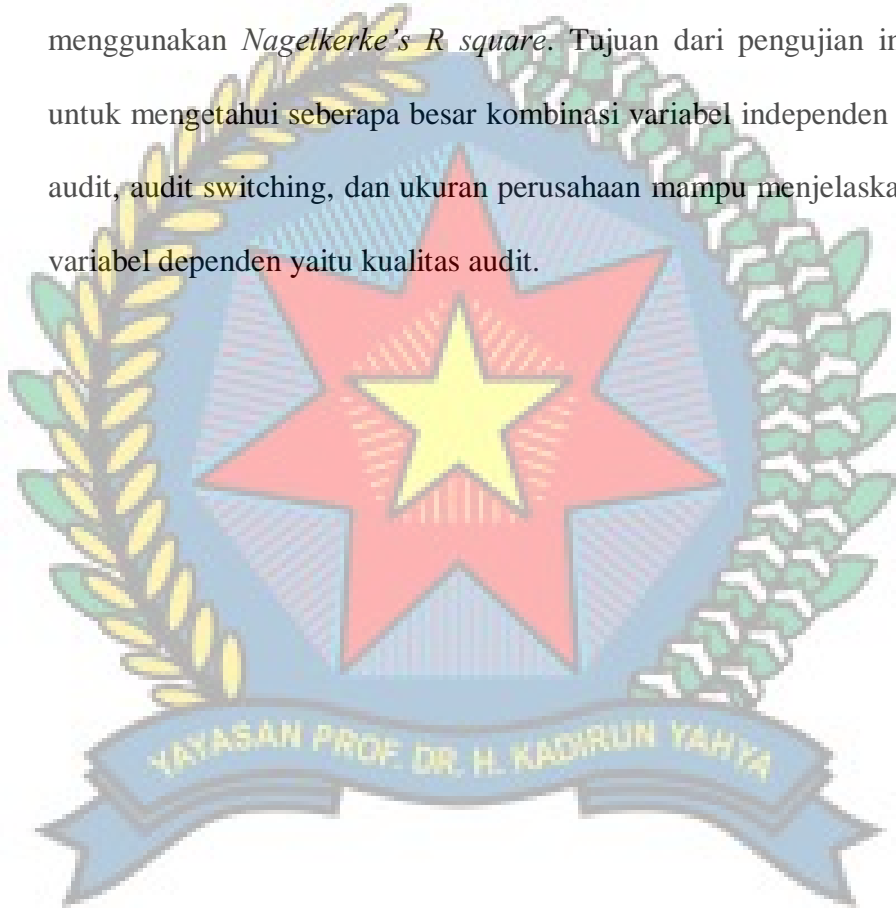 menggunakan Nagelkerke's R square. Tujuan dari pengujian in
untuk mengetahui seberapa besar kombinasi variabel independen
audit, audit switching, dan ukuran perusahaan mampu menjelaska
variabel dependen yaitu kualitas audit.
YAYASAN PROF. DR. H. KADIRUN YAHYA